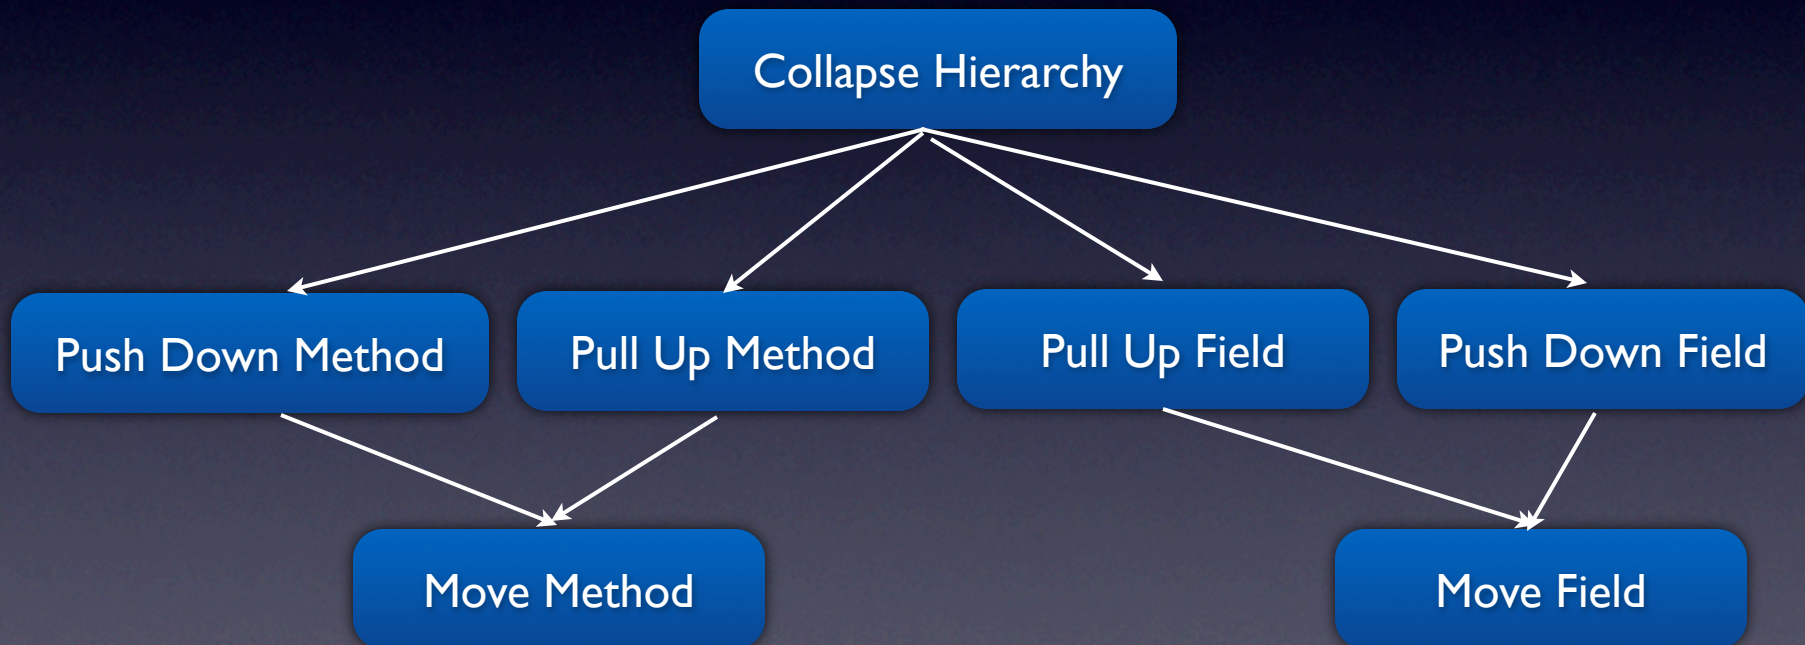 Collapse Hierarchy
Push Down Method
Pull Up Method
Pull Up Field
Push Down Field
Move Method
Move Field